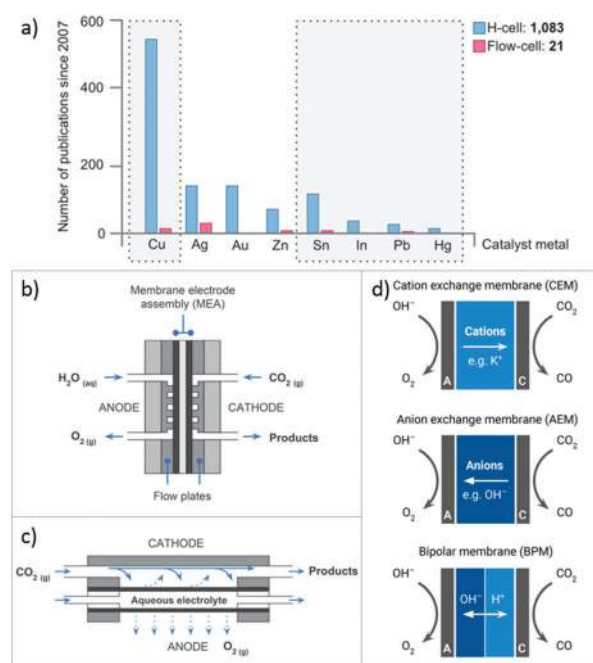 a)
Number of publications since 2007
600
400
200
0
H-cell: 1,083
Flow-cell: 21
Cu Ag Au Zn Sn In Pb Hg Catalyst metal
b)
Membrane electrode
assembly (MEA)
H₂O (aq)
CO₂ (g)
ANODE CATHODE
O₂ (g)
Products
Flow plates
c)
CATHODE
CO₂ (g)
Products
Aqueous electrolyte
ANODE O₂ (g)
d)
Cation exchange membrane (CEM)
OH⁻ CO₂
Cations
e.g. K⁺
A C
O₂ CO
Anion exchange membrane (AEM)
OH⁻ CO₂
Anions
e.g. OH⁻
A C
O₂ CO
Bipolar membrane (BPM)
OH⁻ CO₂
OH⁻ H⁺
A C
O₂ CO